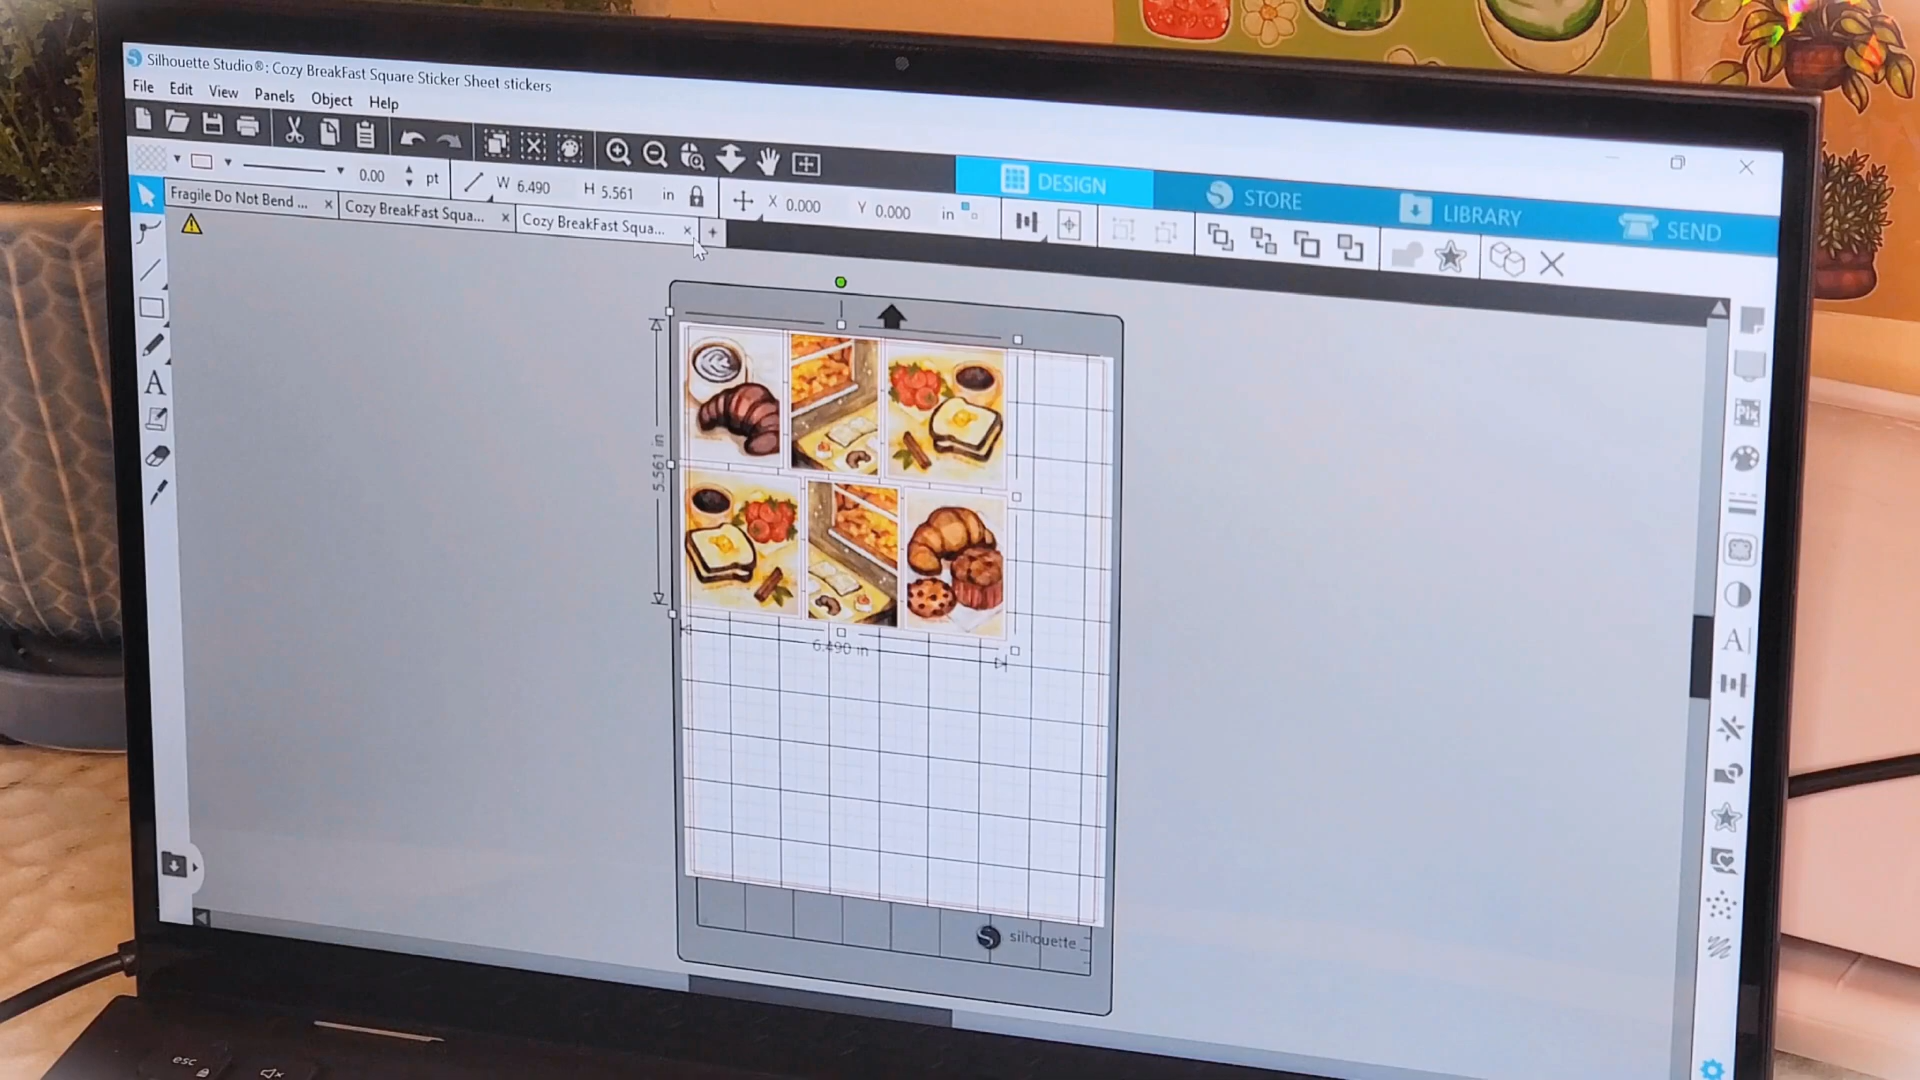 Silhouette Studio®: Cozy BreakFast Square Sticker Sheet stickers
File Edit View Panels Object Help
0.00 pt W 6.490 H 5.561 in X 0.000 Y 0.000 in
DESIGN STORE LIBRARY SEND
Fragile Do Not Bend ... Cozy BreakFast Squa... Cozy BreakFast Squa...
Pix
A
A
5.561 in
6.490 in
silhouette
esc